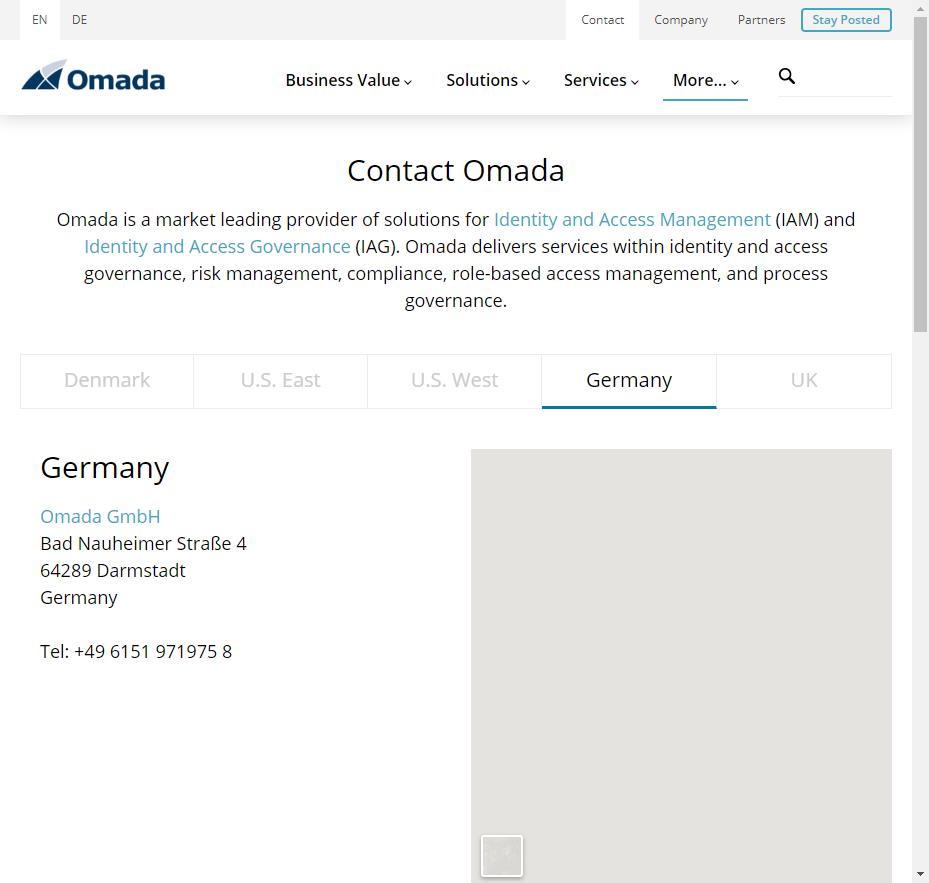 EN DE Contact Company Partners Stay Posted
Omada Business Value Solutions Services More...
Contact Omada
Omada is a market leading provider of solutions for Identity and Access Management (IAM) and
Identity and Access Governance (IAG). Omada delivers services within identity and access
governance, risk management, compliance, role-based access management, and process
governance.
Denmark U.S. East U.S. West Germany UK
Germany
Omada GmbH
Bad Nauheimer Straße 4
64289 Darmstadt
Germany
Tel: +49 6151 971975 8